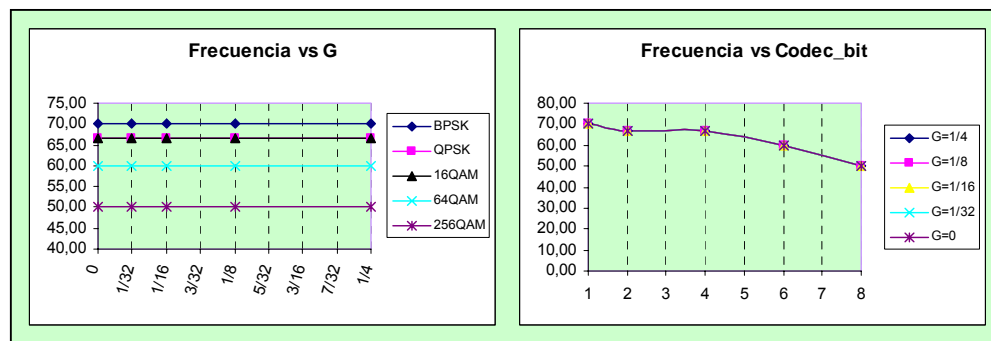 Frecuencia vs G
75,00
70,00
65,00
60,00
55,00
50,00
45,00
40,00
0
1/32
1/16
3/32
1/8
5/32
3/16
7/32
1/4
BPSK
QPSK
16QAM
64QAM
256QAM
Frecuencia vs Codec_bit
80,00
70,00
60,00
50,00
40,00
30,00
20,00
10,00
0,00
1 2 3 4 5 6 7 8
G=1/4
G=1/8
G=1/16
G=1/32
G=0